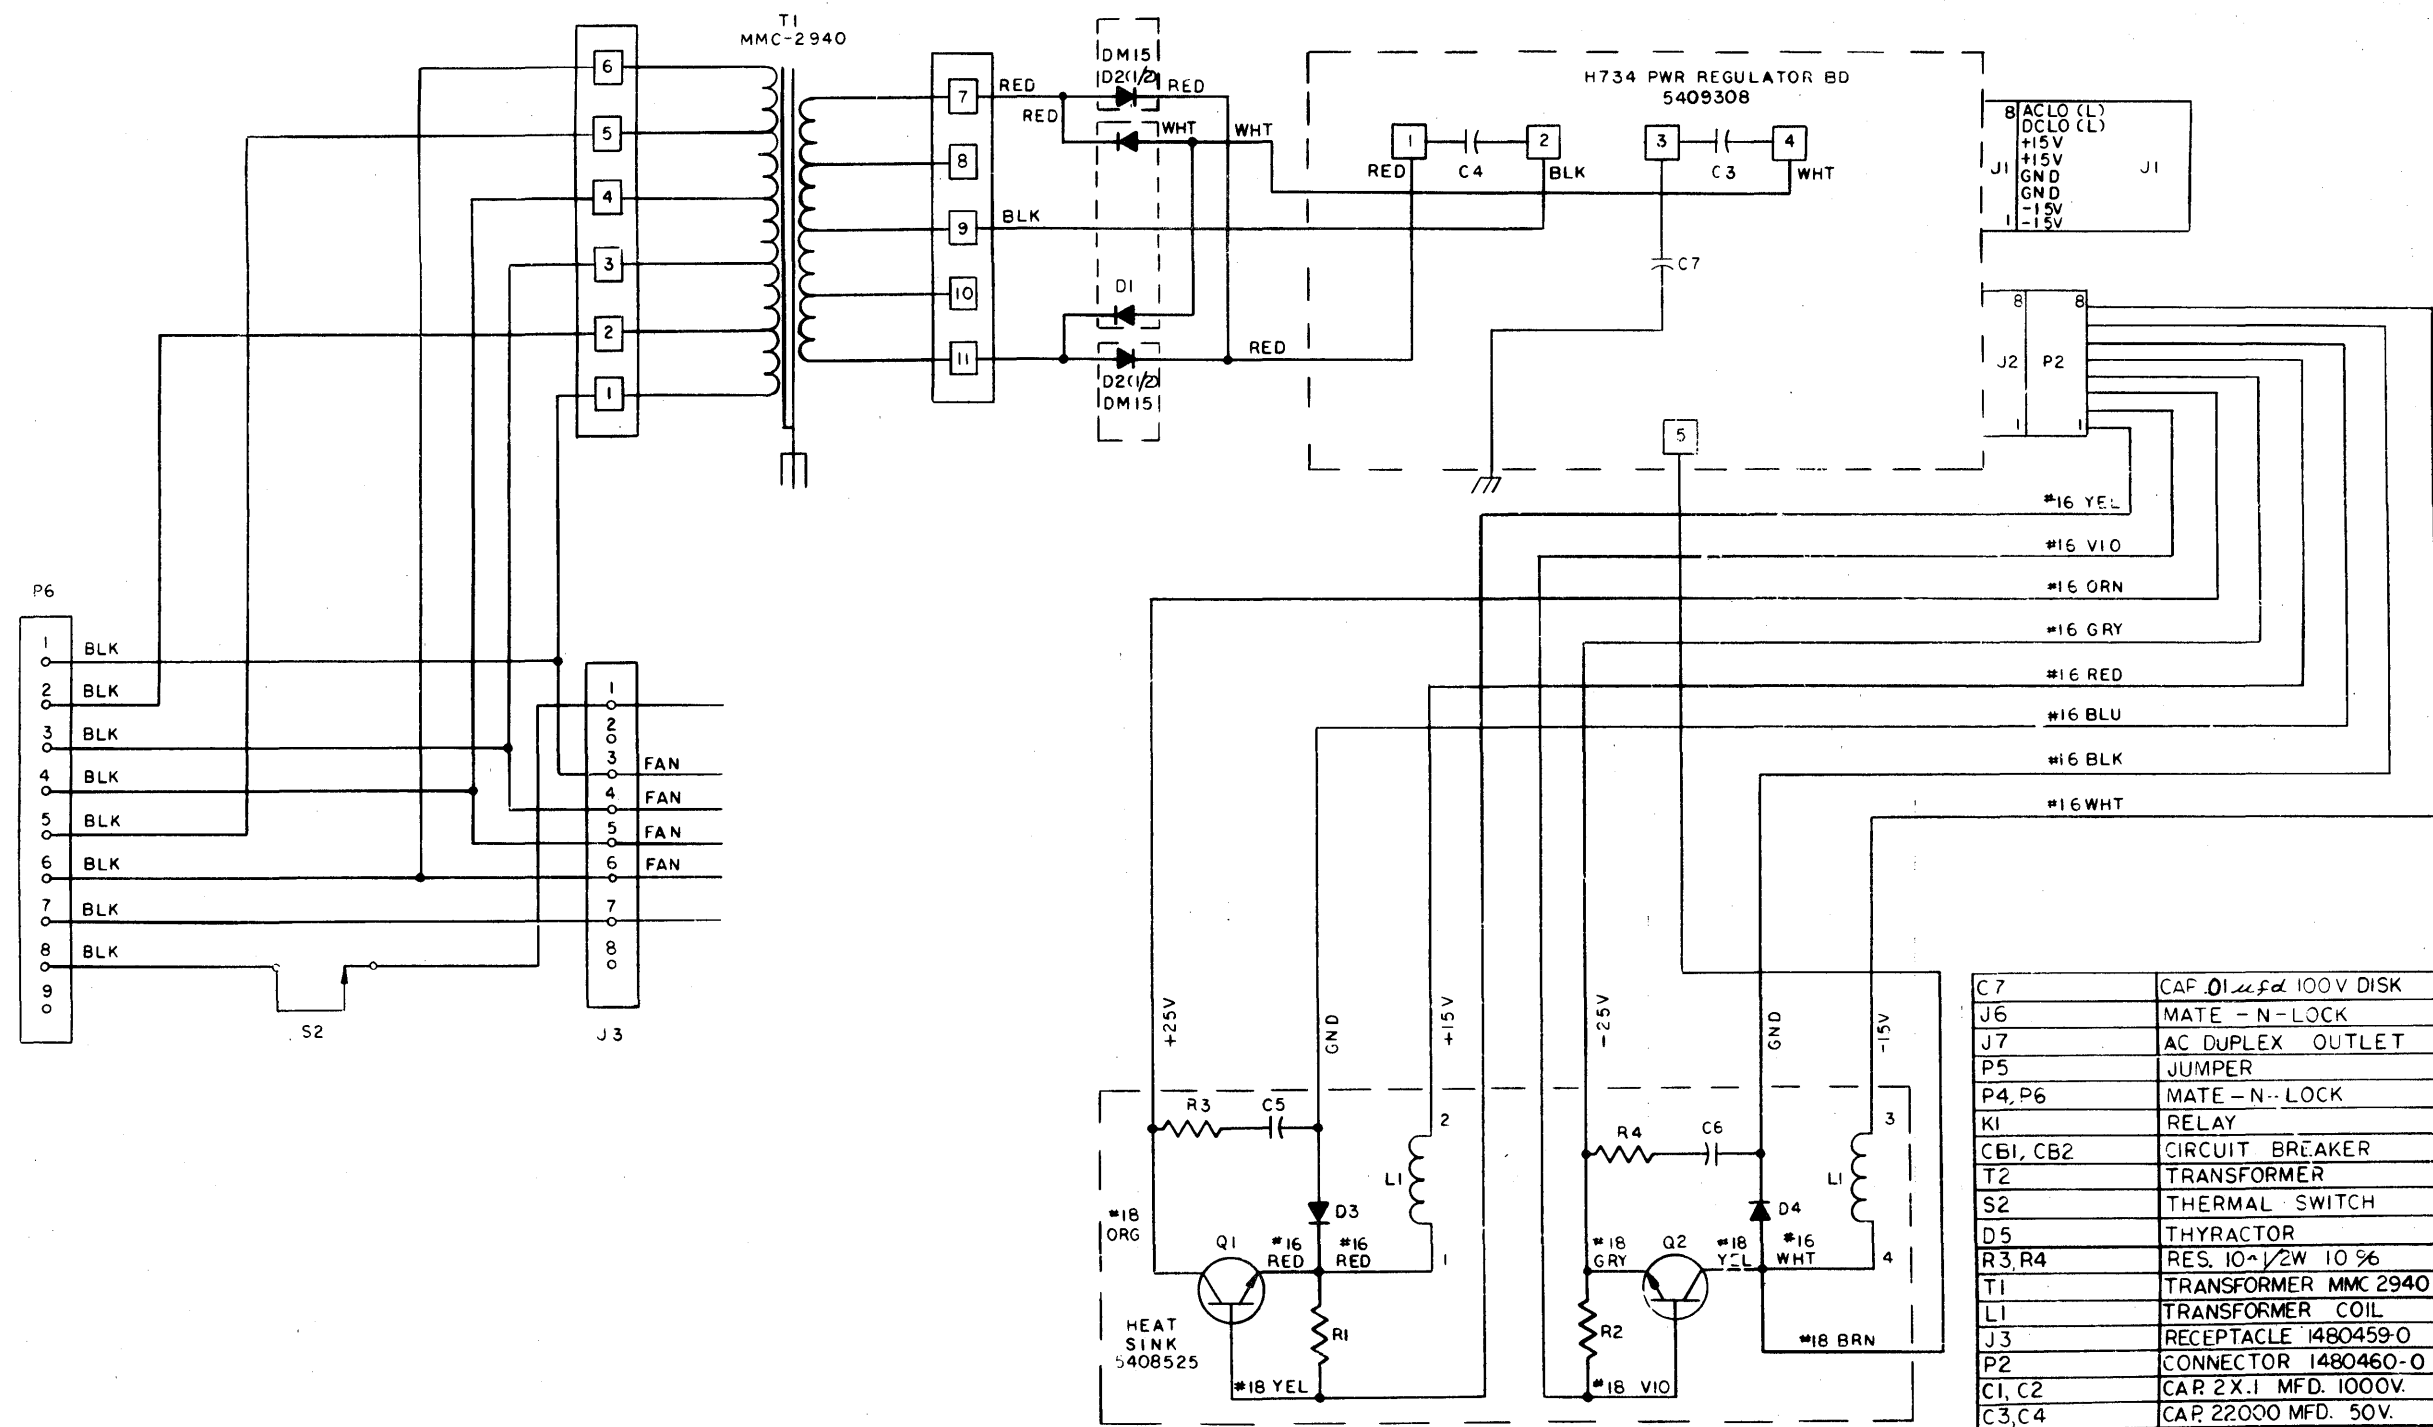 T1
MMC-2940
6
5
4
3
2
1
7
8
9
10
11
RED
RED
BLK
DM15
D2(1/2)
RED
WHT
WHT
D1
D2(1/2)
DM15
RED
H734 PWR REGULATOR BD
5409308
1
2
3
4
RED
C4
BLK
C3
WHT
C7
5
8
ACLO (L)
DCLO (L)
+15V
+15V
GND
GND
-15V
1
-15V
J1
J1
8
8
J2
P2
1
1
#16 YEL
#16 VIO
#16 ORN
#16 GRY
#16 RED
#16 BLU
#16 BLK
#16 WHT
P6
1
BLK
2
BLK
3
BLK
4
BLK
5
BLK
6
BLK
7
BLK
8
BLK
9
S2
1
2
3
FAN
4
FAN
5
FAN
6
FAN
7
8
J3
+25V
GND
+15V
-25V
GND
-15V
R3
C5
2
L1
#18
ORG
D3
Q1
#16
RED
#16
RED
1
HEAT
SINK
5408525
R1
#18 YEL
R4
C6
3
L1
D4
#18
GRY
Q2
#18
YEL
#16
WHT
4
R2
#18 VIO
#18 BRN
C7 CAP .01 ufd 100V DISK
J6 MATE-N-LOCK
J7 AC DUPLEX OUTLET
P5 JUMPER
P4, P6 MATE-N-LOCK
K1 RELAY
CB1, CB2 CIRCUIT BREAKER
T2 TRANSFORMER
S2 THERMAL SWITCH
D5 THYRACTOR
R3, R4 RES. 10~1/2W 10%
T1 TRANSFORMER MMC 2940
L1 TRANSFORMER COIL
J3 RECEPTACLE 1480459-0
P2 CONNECTOR 1480460-0
C1, C2 CAP. 2X.1 MFD. 1000V.
C3, C4 CAP. 22000 MFD. 50V.